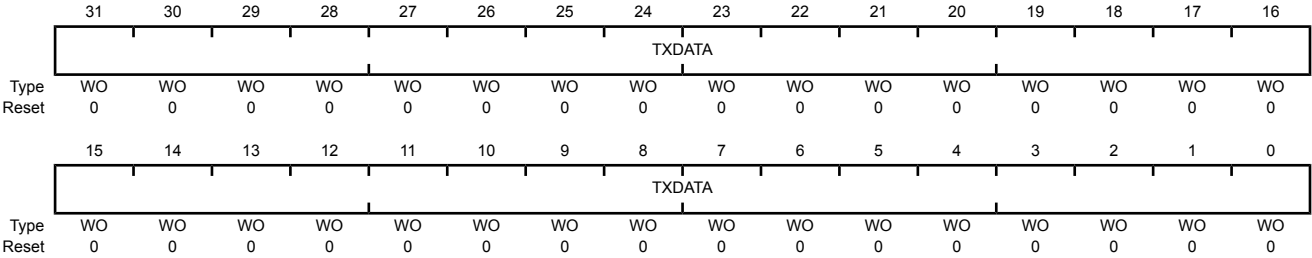 31 30 29 28 27 26 25 24 23 22 21 20 19 18 17 16
TXDATA
Type WO WO WO WO WO WO WO WO WO WO WO WO WO WO WO WO
Reset 0 0 0 0 0 0 0 0 0 0 0 0 0 0 0 0
15 14 13 12 11 10 9 8 7 6 5 4 3 2 1 0
TXDATA
Type WO WO WO WO WO WO WO WO WO WO WO WO WO WO WO WO
Reset 0 0 0 0 0 0 0 0 0 0 0 0 0 0 0 0